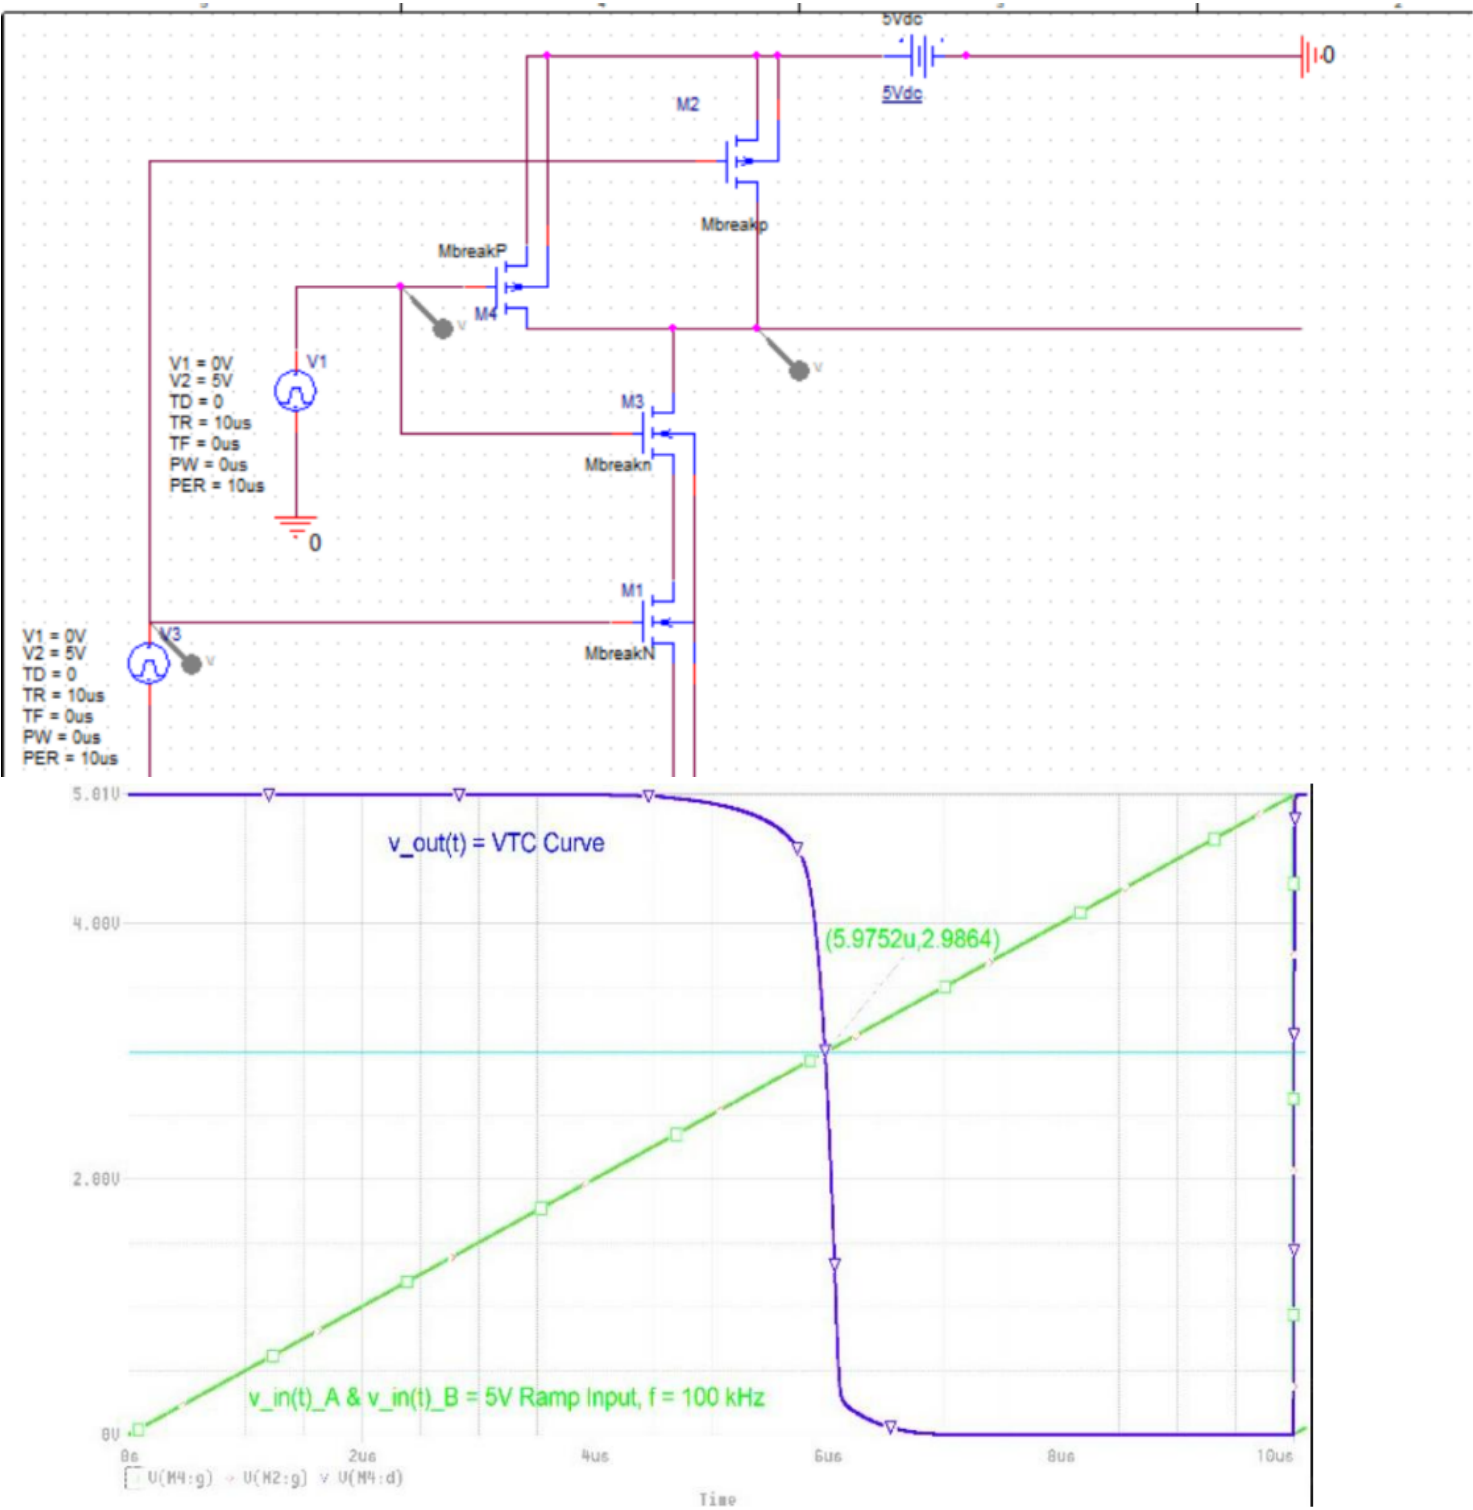 5Vdc
0
5Vdc
M2
Mbreakp
MbreakP
M4
v
v
V1 = 0V
V2 = 5V
TD = 0
TR = 10us
TF = 0us
PW = 0us
PER = 10us
V1
0
M3
Mbreakn
M1
MbreakN
V1 = 0V
V2 = 5V
TD = 0
TR = 10us
TF = 0us
PW = 0us
PER = 10us
V3
v
5.01V
v_out(t) = VTC Curve
4.00V
(5.9752u,2.9864)
2.00V
v_in(t)_A & v_in(t)_B = 5V Ramp Input, f = 100 kHz
0V
0s 2us 4us 6us 8us 10us
V(M4:g) V(M2:g) V(M4:d)
Time